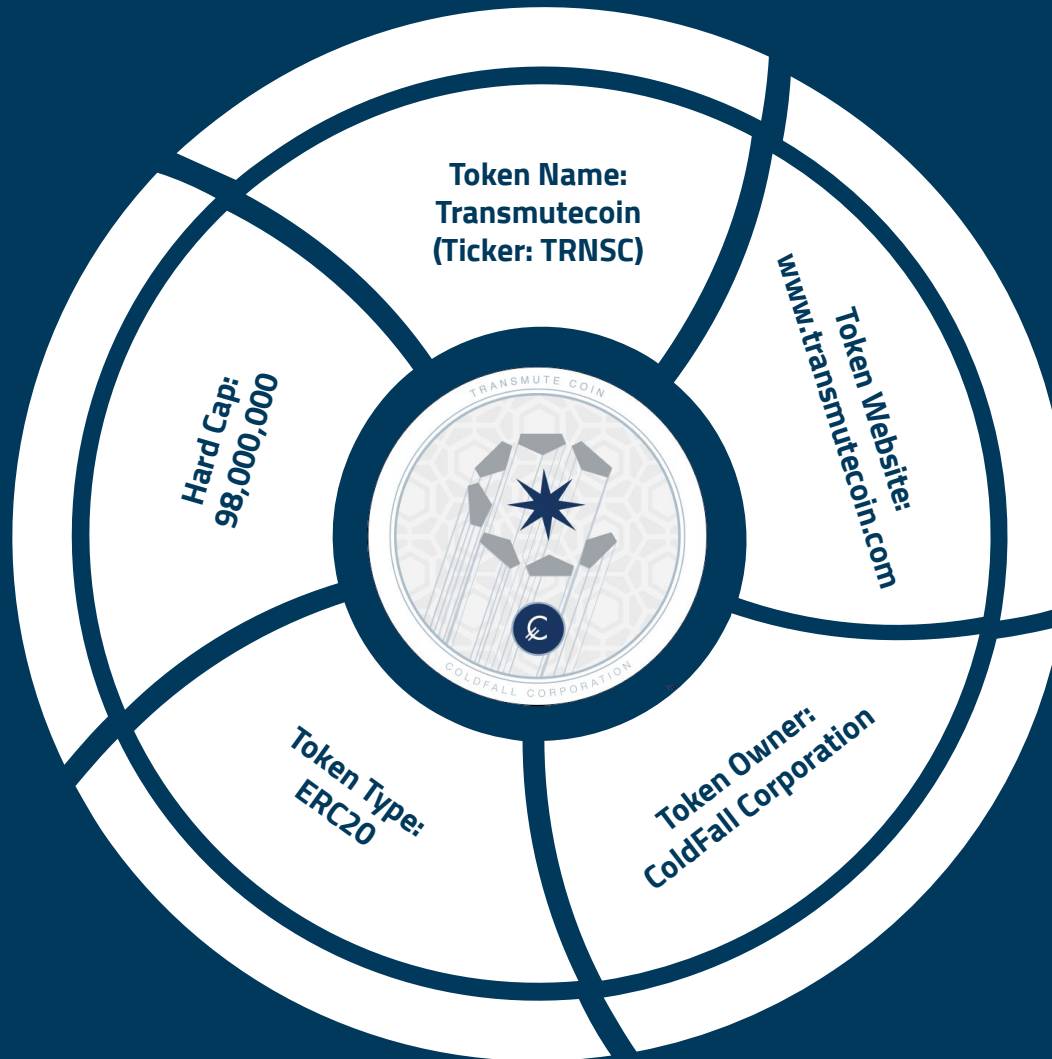 Token Name:
Transmutecoin
(Ticker: TRNSC)
Token Website:
www.transmutecoin.com
Token Owner:
ColdFall Corporation
Token Type:
ERC20
Hard Cap:
98,000,000
TRANSMUTE COIN
COLDFALL CORPORATION